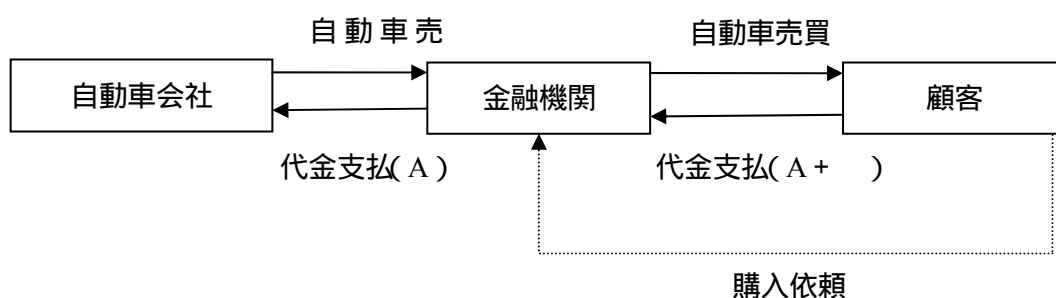 自 動 車 売
自動車売買
自動車会社
金融機関
顧客
代金支払( A )
代金支払( A +　 )
購入依頼